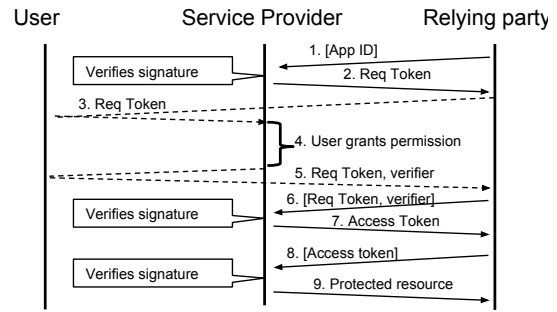 User Service Provider Relying party
1. [App ID]
Verifies signature
2. Req Token
3. Req Token
4. User grants permission
5. Req Token, verifier
6. [Req Token, verifier]
Verifies signature
7. Access Token
8. [Access token]
Verifies signature
9. Protected resource